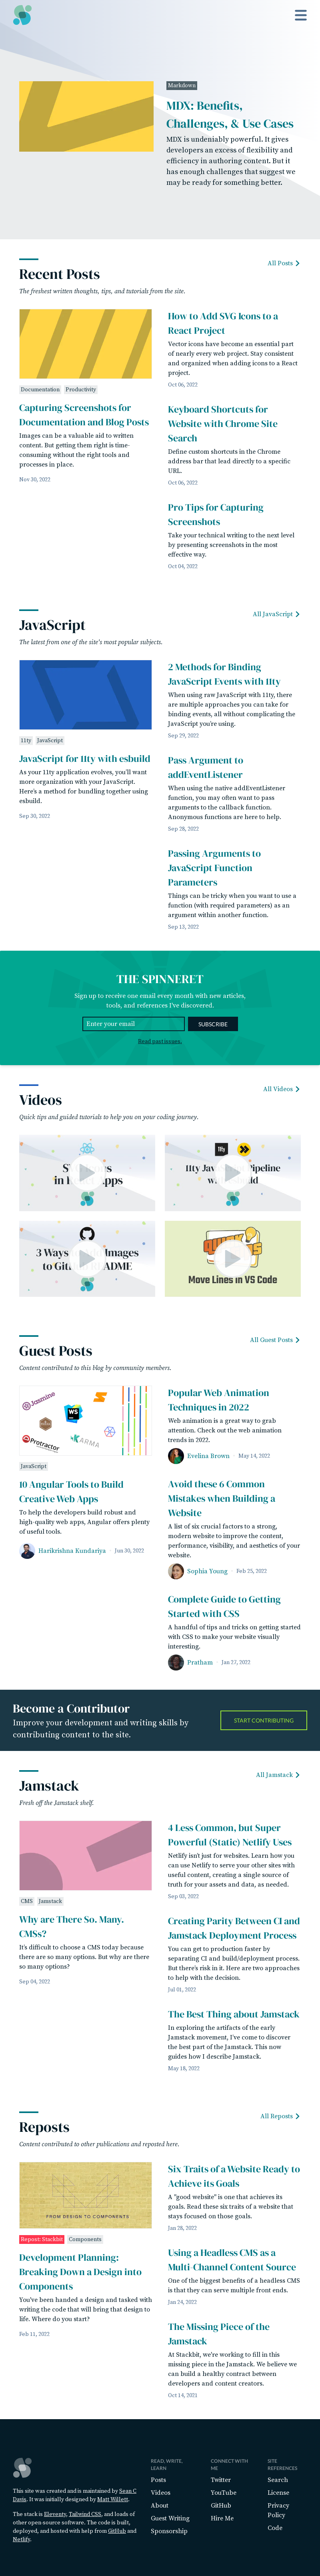 Markdown
MDX: Benefits,
Challenges, & Use Cases
MDX is undeniably powerful. It gives
developers an excess of flexibility and
efficiency in authoring content. But it
has enough challenges that suggest we
may be ready for something better.
All Posts
Recent Posts
The freshest written thoughts, tips, and tutorials from the site.
Documentation Productivity
Capturing Screenshots for
Documentation and Blog Posts
Images can be a valuable aid to written
content. But getting them right is time-
consuming without the right tools and
processes in place.
Nov 30, 2022
How to Add SVG Icons to a
React Project
Vector icons have become an essential part
of nearly every web project. Stay consistent
and organized when adding icons to a React
project.
Oct 06, 2022
Keyboard Shortcuts for
Website with Chrome Site
Search
Define custom shortcuts in the Chrome
address bar that lead directly to a specific
URL.
Oct 06, 2022
Pro Tips for Capturing
Screenshots
Take your technical writing to the next level
by presenting screenshots in the most
effective way.
Oct 04, 2022
All JavaScript
JavaScript
The latest from one of the site's most popular subjects.
11ty JavaScript
JavaScript for 11ty with esbuild
As your 11ty application evolves, you'll want
more organization with your JavaScript.
Here's a method for bundling together using
esbuild.
Sep 30, 2022
2 Methods for Binding
JavaScript Events with 11ty
When using raw JavaScript with 11ty, there
are multiple approaches you can take for
binding events, all without complicating the
JavaScript you're using.
Sep 29, 2022
Pass Argument to
addEventListener
When using the native addEventListener
function, you may often want to pass
arguments to the callback function.
Anonymous functions are here to help.
Sep 28, 2022
Passing Arguments to
JavaScript Function
Parameters
Things can be tricky when you want to use a
function (with required parameters) as an
argument within another function.
Sep 13, 2022
THE SPINNERET
Sign up to receive one email every month with new articles,
tools, and references I've discovered.
Enter your email
SUBSCRIBE
Read past issues.
All Videos
Videos
Quick tips and guided tutorials to help you on your coding journey.
in
pps
11ty Ja
Pipeline
w
ld
3 Ways
Images
to Gi
ADME
Move Lines in VS Code
All Guest Posts
Guest Posts
Content contributed to this blog by community members.
Jasmine
WS
Protractor
KARMA
JavaScript
10 Angular Tools to Build
Creative Web Apps
To help the developers build robust and
high-quality web apps, Angular offers plenty
of useful tools.
Harikrishna Kundariya · Jun 30, 2022
Popular Web Animation
Techniques in 2022
Web animation is a great way to grab
attention. Check out the web animation
trends in 2022.
Evelina Brown · May 14, 2022
Avoid these 6 Common
Mistakes when Building a
Website
A list of six crucial factors to a strong,
modern website to improve the content,
performance, visibility, and aesthetics of your
website.
Sophia Young · Feb 25, 2022
Complete Guide to Getting
Started with CSS
A handful of tips and tricks on getting started
with CSS to make your website visually
interesting.
Pratham · Jan 27, 2022
Become a Contributor
Improve your development and writing skills by
contributing content to the site.
START CONTRIBUTING
All Jamstack
Jamstack
Fresh off the Jamstack shelf.
CMS Jamstack
Why are There So. Many.
CMSs?
It's difficult to choose a CMS today because
there are so many options. But why are there
so many options?
Sep 04, 2022
4 Less Common, but Super
Powerful (Static) Netlify Uses
Netlify isn't just for websites. Learn how you
can use Netlify to serve your other sites with
useful content, creating a single source of
truth for your assets and data, as needed.
Sep 03, 2022
Creating Parity Between CI and
Jamstack Deployment Process
You can get to production faster by
separating CI and build/deployment process.
But there's risk in it. Here are two approaches
to help with the decision.
Jul 01, 2022
The Best Thing about Jamstack
In exploring the artifacts of the early
Jamstack movement, I've come to discover
the best part of the Jamstack. This now
guides how I describe Jamstack.
May 18, 2022
All Reposts
Reposts
Content contributed to other publications and reposted here.
FROM DESIGN TO COMPONENTS
Repost: Stackbit Components
Development Planning:
Breaking Down a Design into
Components
You've been handed a design and tasked with
writing the code that will bring that design to
life. Where do you start?
Feb 11, 2022
Six Traits of a Website Ready to
Achieve its Goals
A "good website" is one that achieves its
goals. Read these six traits of a website that
stays focused on those goals.
Jan 28, 2022
Using a Headless CMS as a
Multi-Channel Content Source
One of the biggest benefits of a headless CMS
is that they can serve multiple front ends.
Jan 24, 2022
The Missing Piece of the
Jamstack
At Stackbit, we're working to fill in this
missing piece in the Jamstack. We believe we
can build a healthy contract between
developers and content creators.
Oct 14, 2021
This site was created and is maintained by Sean C
Davis. It was initially designed by Matt Willett.
The stack is Eleventy, Tailwind CSS, and loads of
other open source software. The code is built,
deployed, and hosted with help from GitHub and
Netlify.
READ, WRITE,
LEARN
Posts
Videos
About
Guest Writing
Sponsorship
CONNECT WITH
ME
Twitter
YouTube
GitHub
Hire Me
SITE
REFERENCES
Search
License
Privacy
Policy
Code